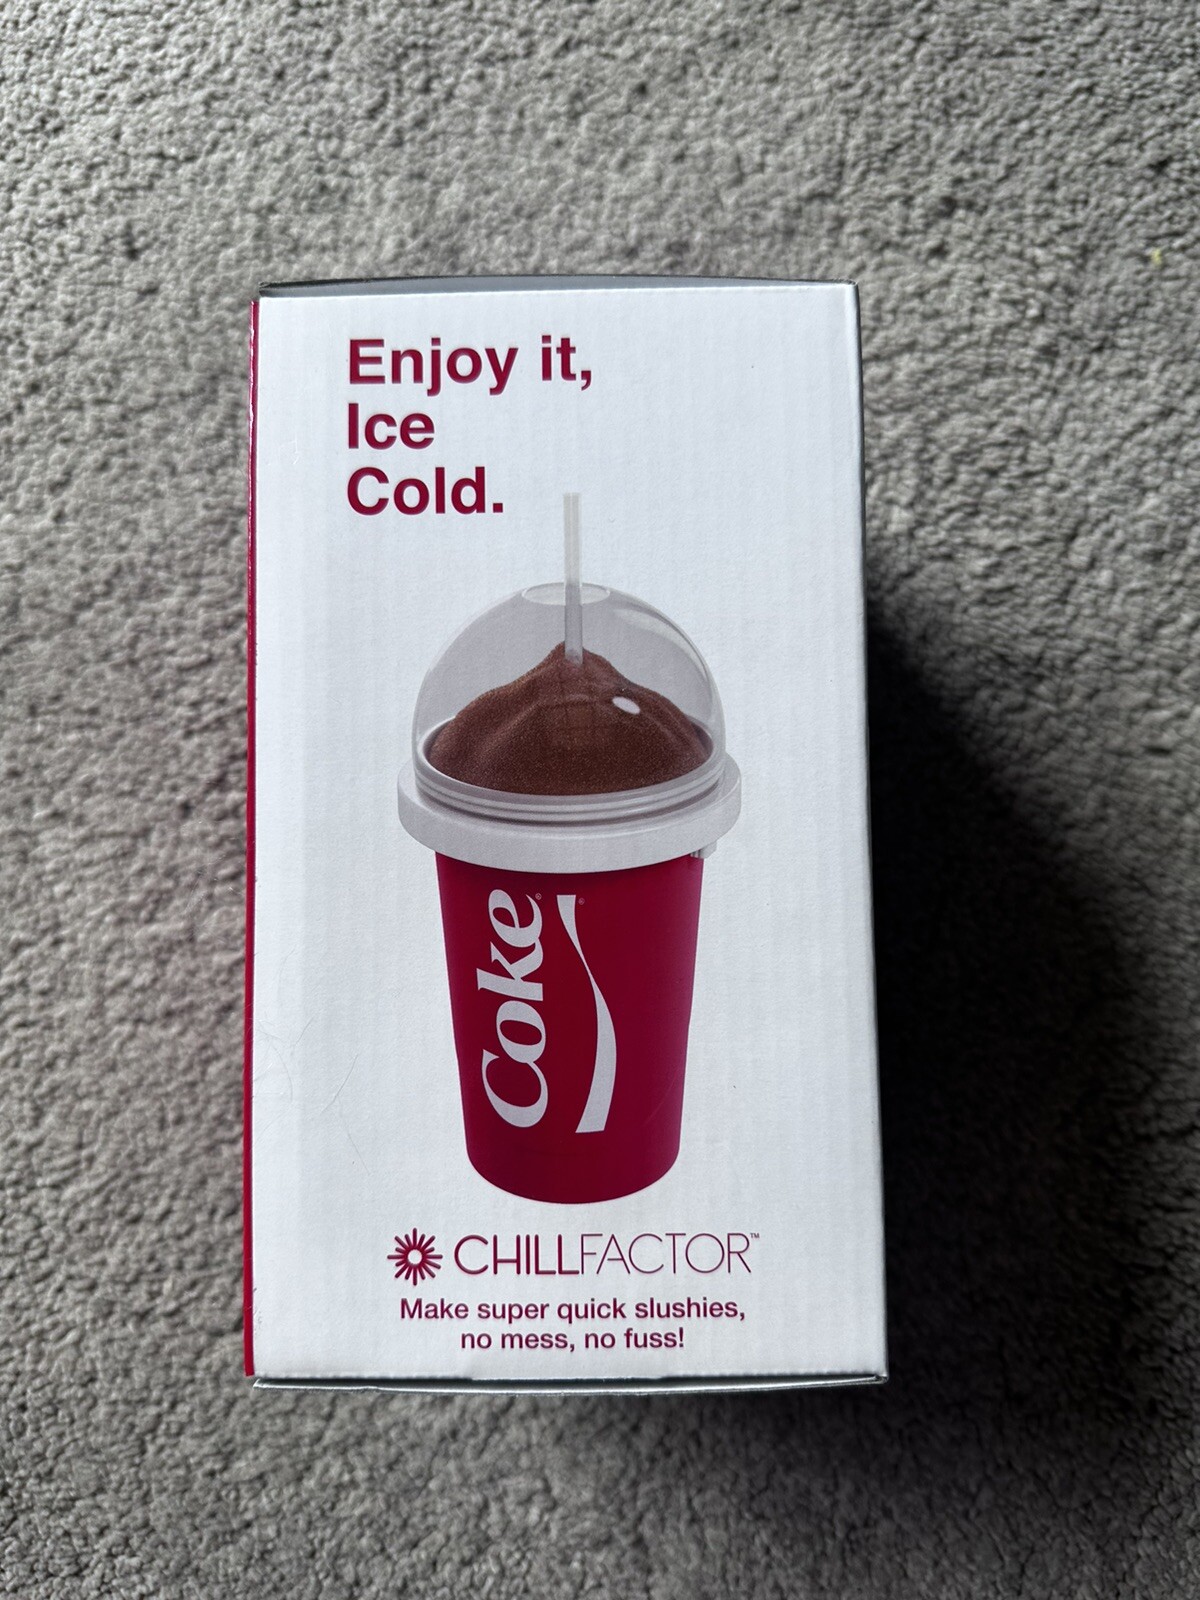 Enjoy it,
Ice
Cold.
Coke®
CHILLFACTOR™
Make super quick slushies,
no mess, no fuss!